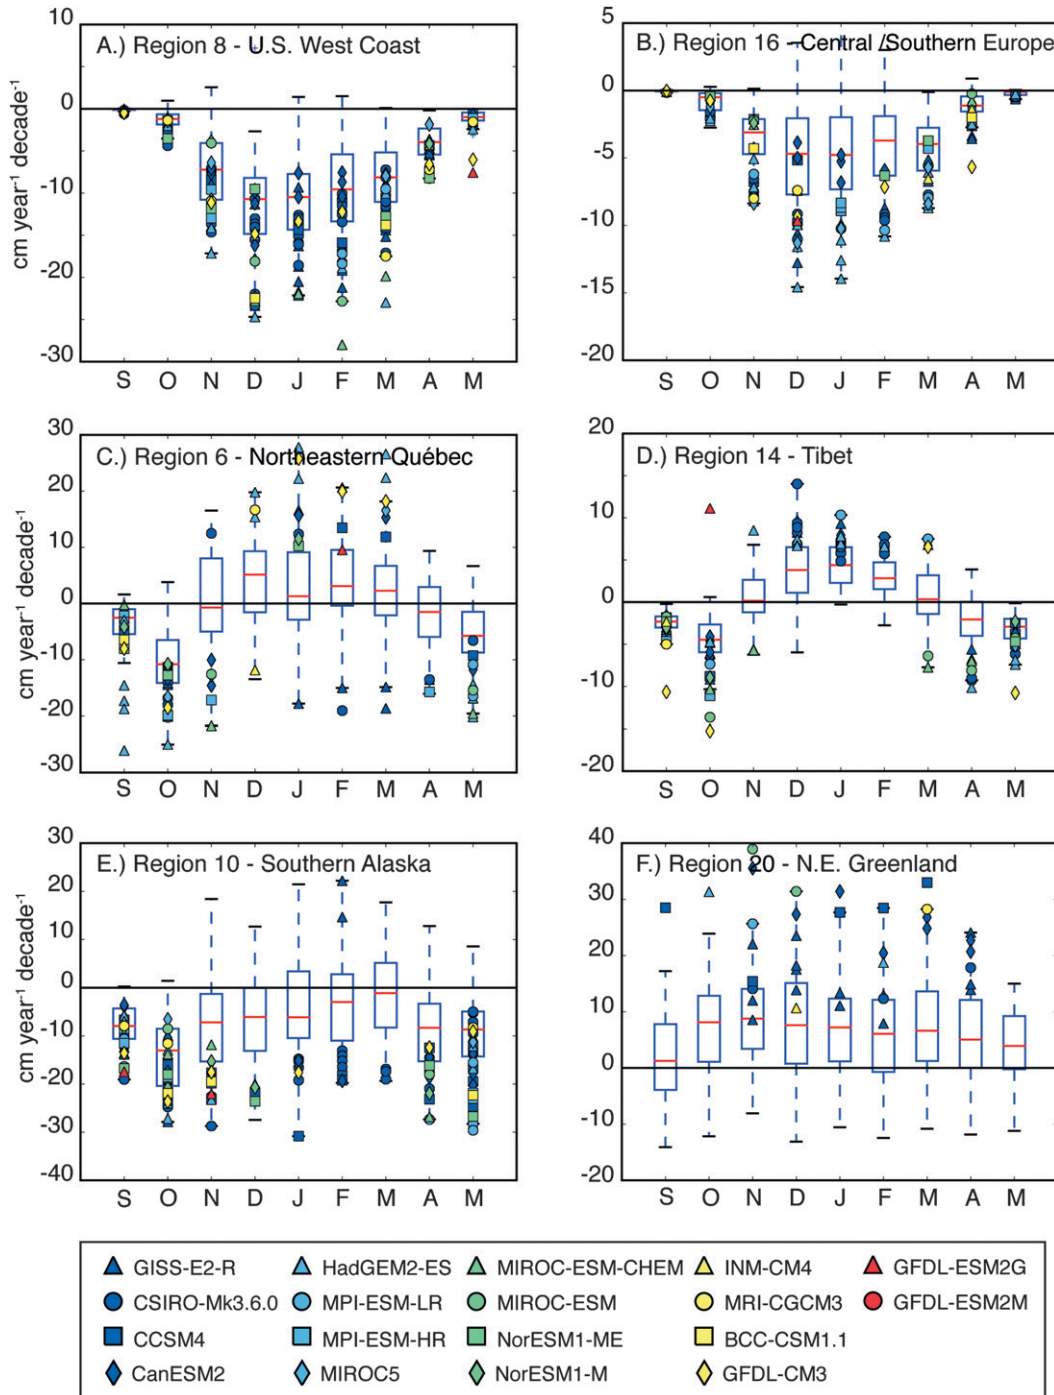 A.) Region 8 - U.S. West Coast
10
0
-10
-20
-30
cm year-1 decade-1
S O N D J F M A M
B.) Region 16 - Central /Southern Europe
5
0
-5
-10
-15
-20
S O N D J F M A M
C.) Region 6 - Northeastern Québec
30
20
10
0
-10
-20
-30
cm year-1 decade-1
S O N D J F M A M
D.) Region 14 - Tibet
20
10
0
-10
-20
S O N D J F M A M
E.) Region 10 - Southern Alaska
30
20
10
0
-10
-20
-30
-40
cm year-1 decade-1
S O N D J F M A M
F.) Region 20 - N.E. Greenland
40
30
20
10
0
-10
-20
S O N D J F M A M
GISS-E2-R HadGEM2-ES MIROC-ESM-CHEM INM-CM4 GFDL-ESM2G
CSIRO-Mk3.6.0 MPI-ESM-LR MIROC-ESM MRI-CGCM3 GFDL-ESM2M
CCSM4 MPI-ESM-HR NorESM1-ME BCC-CSM1.1
CanESM2 MIROC5 NorESM1-M GFDL-CM3